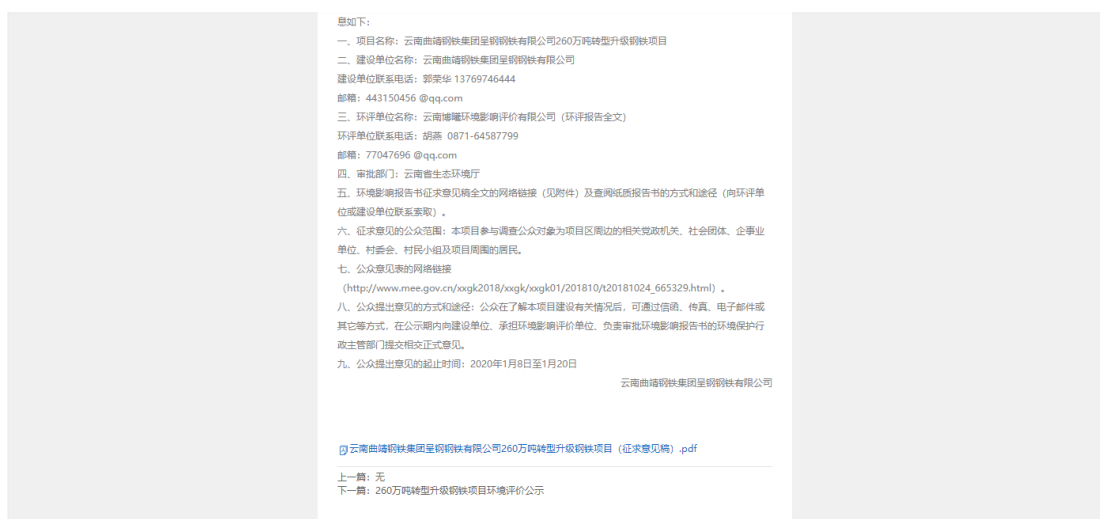 息如下：
一、项目名称：云南曲靖钢铁集团呈钢钢铁有限公司260万吨转型升级钢铁项目
二、建设单位名称：云南曲靖钢铁集团呈钢钢铁有限公司
建设单位联系电话：郭荣华 13769746444
邮箱：443150456 @qq.com
三、环评单位名称：云南博曦环境影响评价有限公司（环评报告全文）
环评单位联系电话：胡燕  0871-64587799
邮箱：77047696 @qq.com
四、审批部门：云南省生态环境厅
五、环境影响报告书征求意见稿全文的网络链接（见附件）及查阅纸质报告书的方式和途径（向环评单
位或建设单位联系索取）。
六、征求意见的公众范围：本项目参与调查公众对象为项目区周边的相关党政机关、社会团体、企事业
单位、村委会、村民小组及项目周围的居民。
七、公众意见表的网络链接
（http://www.mee.gov.cn/xxgk2018/xxgk/xxgk01/201810/t20181024_665329.html）。
八、公众提出意见的方式和途径：公众在了解本项目建设有关情况后，可通过信函、传真、电子邮件或
其它等方式，在公示期内向建设单位、承担环境影响评价单位、负责审批环境影响报告书的环境保护行
政主管部门提交相交正式意见。
九、公众提出意见的起止时间：2020年1月8日至1月20日
云南曲靖钢铁集团呈钢钢铁有限公司
云南曲靖钢铁集团呈钢钢铁有限公司260万吨转型升级钢铁项目（征求意见稿）.pdf
上一篇：无
下一篇：260万吨转型升级钢铁项目环境评价公示